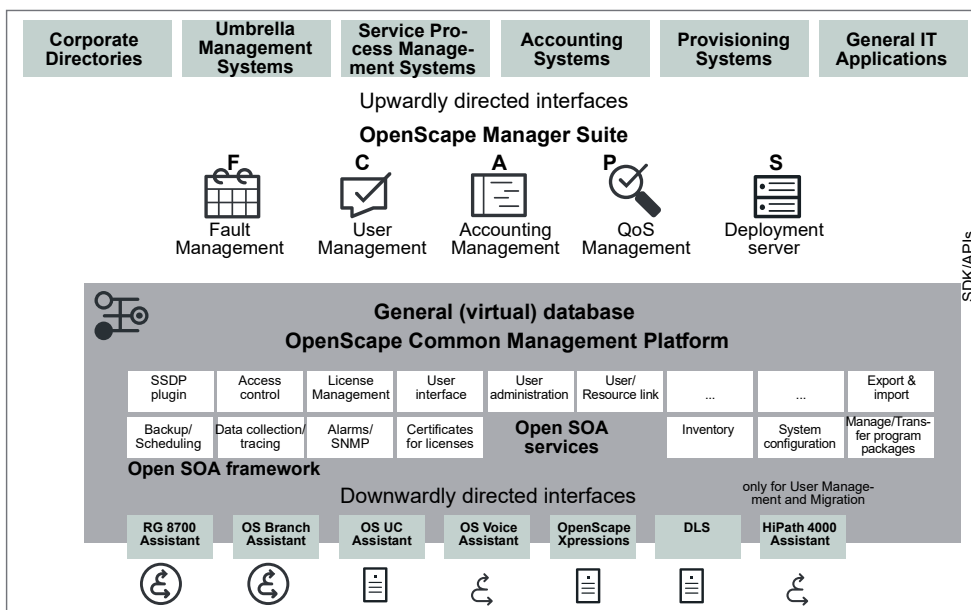 Corporate
Directories
Umbrella
Management
Systems
Service Pro-
cess Manage-
ment Systems
Accounting
Systems
Provisioning
Systems
General IT
Applications
Upwardly directed interfaces
OpenScape Manager Suite
F
C
A
P
S
Fault
Management
User
Management
Accounting
Management
QoS
Management
Deployment
server
SDK/APIs
General (virtual) database
OpenScape Common Management Platform
SSDP
plugin
Access
control
License
Management
User
interface
User
administration
User/
Resource link
...
...
Export &
import
Backup/
Scheduling
Data collection/
tracing
Alarms/
SNMP
Certificates
for licenses
Open SOA
services
Inventory
System
configuration
Manage/Trans-
fer program
packages
Open SOA framework
Downwardly directed interfaces
only for User Manage-
ment and Migration
RG 8700
Assistant
OS Branch
Assistant
OS UC
Assistant
OS Voice
Assistant
OpenScape
Xpressions
DLS
HiPath 4000
Assistant